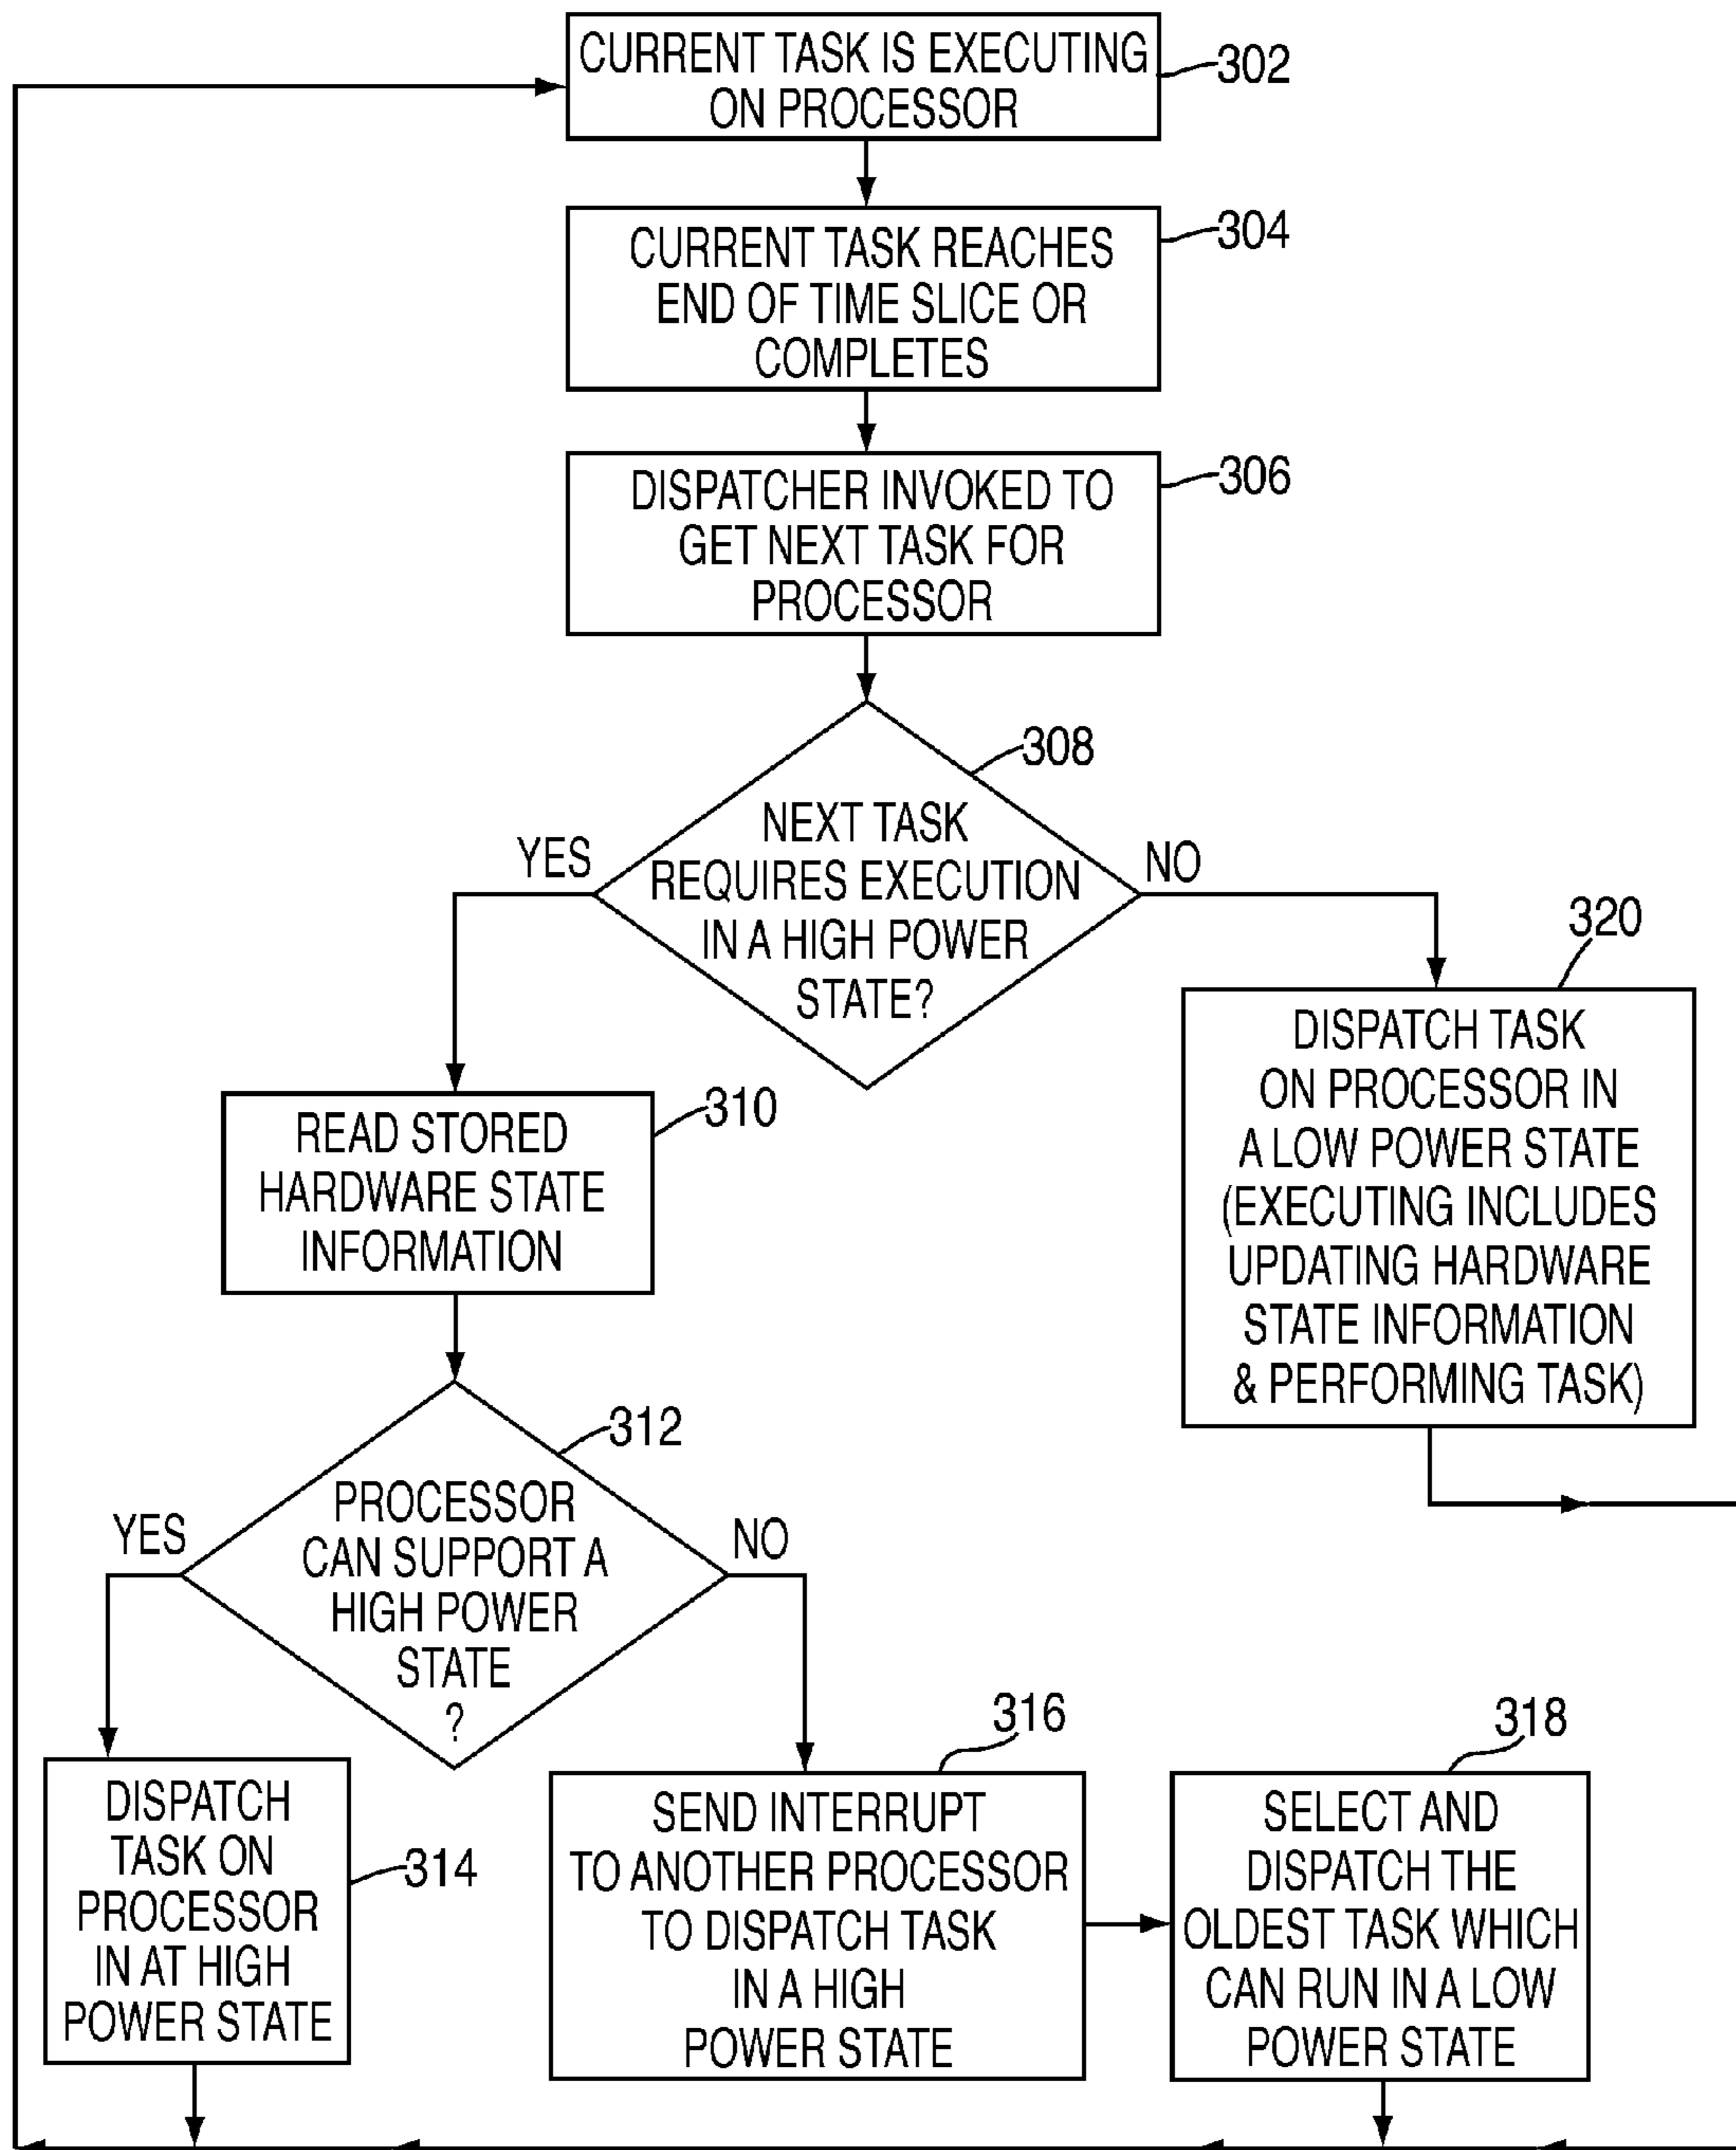 CURRENT TASK IS EXECUTING
ON PROCESSOR
302
CURRENT TASK REACHES
END OF TIME SLICE OR
COMPLETES
304
DISPATCHER INVOKED TO
GET NEXT TASK FOR
PROCESSOR
306
308
NEXT TASK
REQUIRES EXECUTION
IN A HIGH POWER
STATE?
YES
NO
320
DISPATCH TASK
ON PROCESSOR IN
A LOW POWER STATE
(EXECUTING INCLUDES
UPDATING HARDWARE
STATE INFORMATION
& PERFORMING TASK)
READ STORED
HARDWARE STATE
INFORMATION
310
312
PROCESSOR
CAN SUPPORT A
HIGH POWER
STATE
?
YES
NO
DISPATCH
TASK ON
PROCESSOR
IN AT HIGH
POWER STATE
314
316
SEND INTERRUPT
TO ANOTHER PROCESSOR
TO DISPATCH TASK
IN A HIGH
POWER STATE
318
SELECT AND
DISPATCH THE
OLDEST TASK WHICH
CAN RUN IN A LOW
POWER STATE